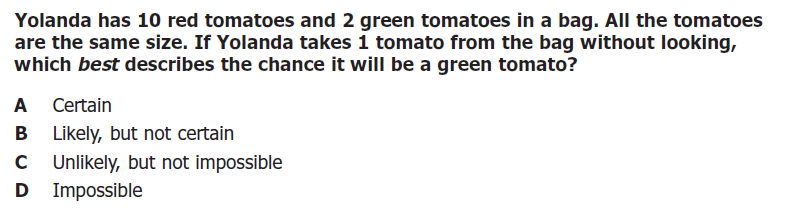 Yolanda has 10 red tomatoes and 2 green tomatoes in a bag. All the tomatoes
are the same size. If Yolanda takes 1 tomato from the bag without looking,
which best describes the chance it will be a green tomato?
A Certain
B Likely, but not certain
C Unlikely, but not impossible
D Impossible